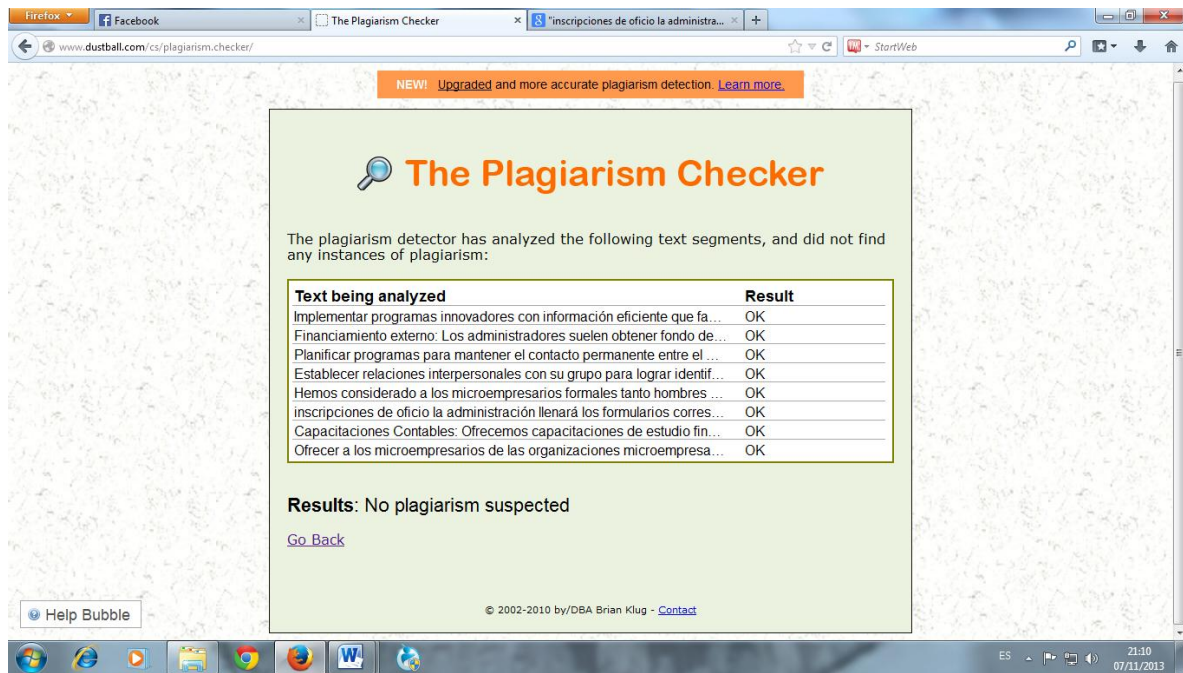 Firefox
Facebook
The Plagiarism Checker
"inscripciones de oficio la administra...
www.dustball.com/cs/plagiarism.checker/
StartWeb
NEW! Upgraded and more accurate plagiarism detection. Learn more.
The Plagiarism Checker
The plagiarism detector has analyzed the following text segments, and did not find
any instances of plagiarism:
Text being analyzed Result
Implementar programas innovadores con información eficiente que fa... OK
Financiamiento externo: Los administradores suelen obtener fondo de... OK
Planificar programas para mantener el contacto permanente entre el ... OK
Establecer relaciones interpersonales con su grupo para lograr identif... OK
Hemos considerado a los microempresarios formales tanto hombres ... OK
inscripciones de oficio la administración llenará los formularios corres... OK
Capacitaciones Contables: Ofrecemos capacitaciones de estudio fin... OK
Ofrecer a los microempresarios de las organizaciones microempresa... OK
Results: No plagiarism suspected
Go Back
Help Bubble
© 2002-2010 by/DBA Brian Klug - Contact
ES
21:10
07/11/2013